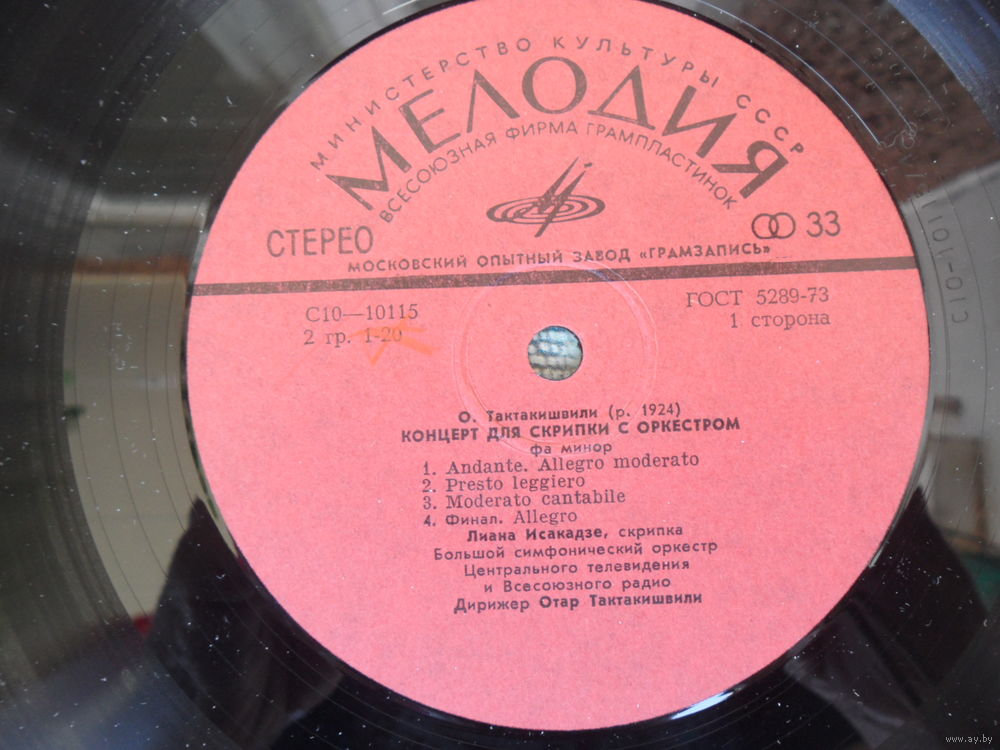 МИНИСТЕРСТВО КУЛЬТУРЫ СССР
МЕЛОДИЯ
ВСЕСОЮЗНАЯ ФИРМА ГРАМПЛАСТИНОК
СТЕРЕО
33
МОСКОВСКИЙ ОПЫТНЫЙ ЗАВОД «ГРАМЗАПИСЬ»
С10—10115
ГОСТ 5289-73
2 гр. 1-20
1 сторона
О. Тактакишвили (р. 1924)
КОНЦЕРТ ДЛЯ СКРИПКИ С ОРКЕСТРОМ
фа минор
1. Andante. Allegro moderato
2. Presto leggiero
3. Moderato cantabile
4. Финал. Allegro
Лиана Исакадзе, скрипка
Большой симфонический оркестр
Центрального телевидения
и Всесоюзного радио
Дирижер Отар Тактакишвили
www.ay.by